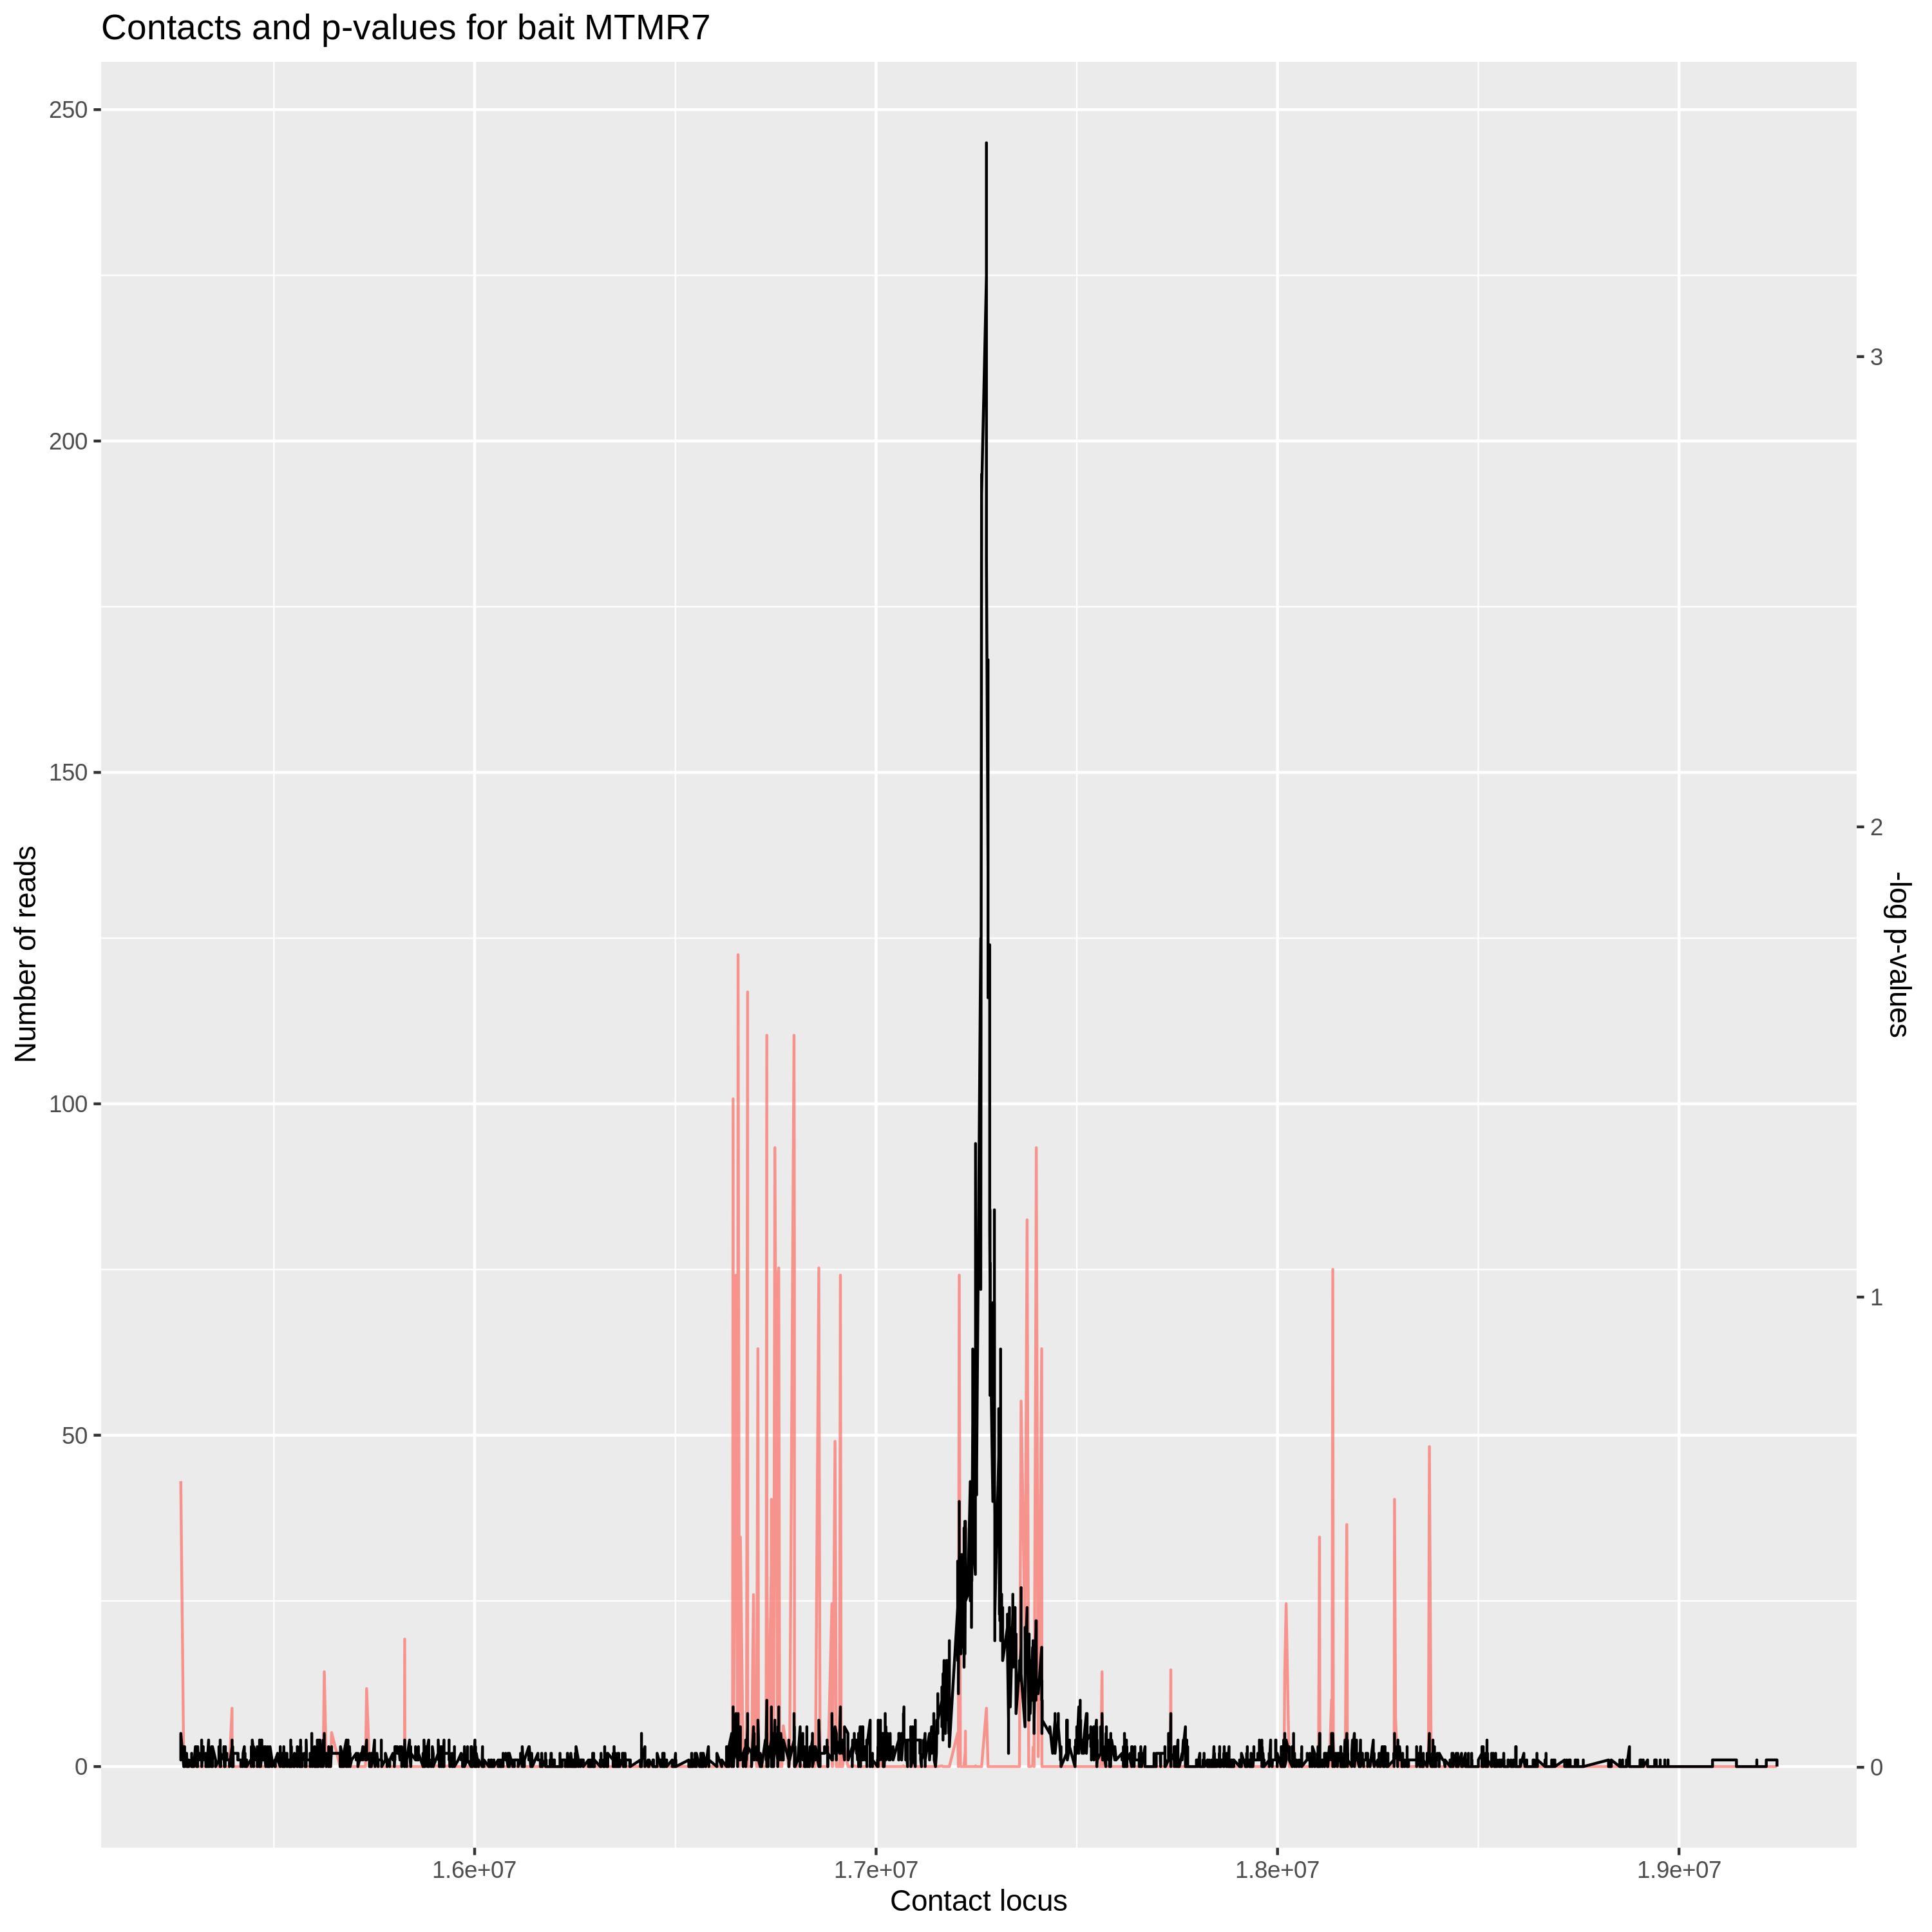 Contacts and p-values for bait MTMR7
250
200
150
100
50
0
Number of reads
3
2
1
0
-log p-values
1.6e+07 1.7e+07 1.8e+07 1.9e+07
Contact locus